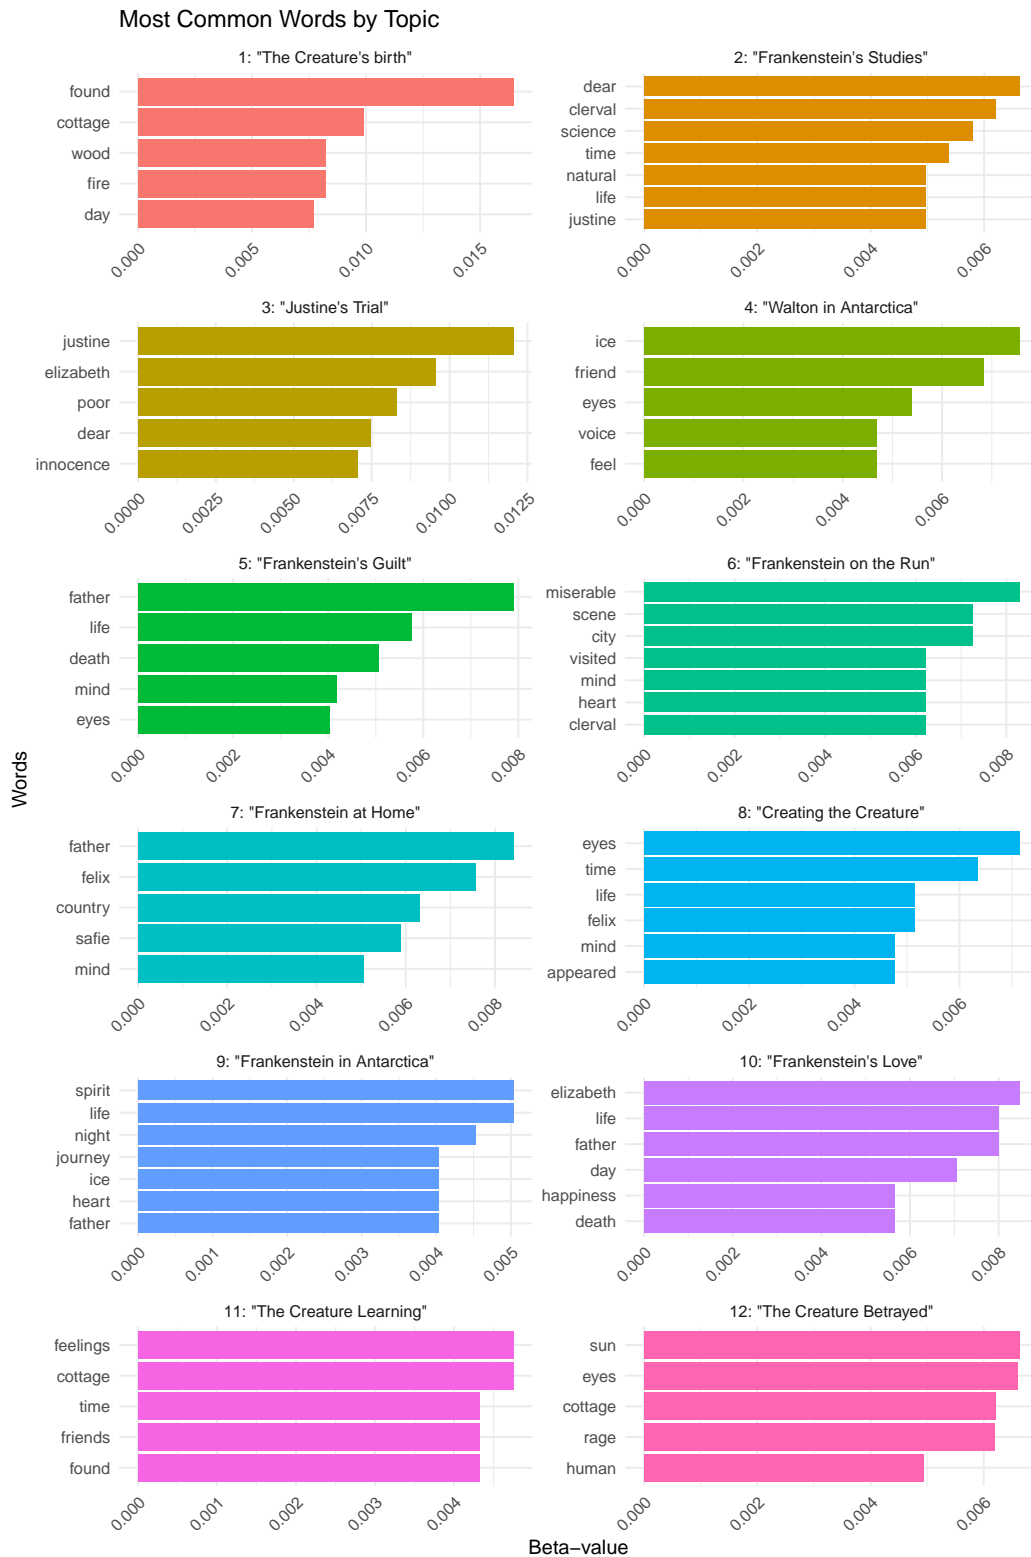 Most Common Words by Topic
1: "The Creature's birth"
found
cottage
wood
fire
day
0.000
0.005
0.010
0.015
2: "Frankenstein's Studies"
dear
clerval
science
time
natural
life
justine
0.000
0.002
0.004
0.006
3: "Justine's Trial"
justine
elizabeth
poor
dear
innocence
0.0000
0.0025
0.0050
0.0075
0.0100
0.0125
4: "Walton in Antarctica"
ice
friend
eyes
voice
feel
0.000
0.002
0.004
0.006
5: "Frankenstein's Guilt"
father
life
death
mind
eyes
0.000
0.002
0.004
0.006
0.008
6: "Frankenstein on the Run"
miserable
scene
city
visited
mind
heart
clerval
0.000
0.002
0.004
0.006
0.008
Words
7: "Frankenstein at Home"
father
felix
country
safie
mind
0.000
0.002
0.004
0.006
0.008
8: "Creating the Creature"
eyes
time
life
felix
mind
appeared
0.000
0.002
0.004
0.006
9: "Frankenstein in Antarctica"
spirit
life
night
journey
ice
heart
father
0.000
0.001
0.002
0.003
0.004
0.005
10: "Frankenstein's Love"
elizabeth
life
father
day
happiness
death
0.000
0.002
0.004
0.006
0.008
11: "The Creature Learning"
feelings
cottage
time
friends
found
0.000
0.001
0.002
0.003
0.004
12: "The Creature Betrayed"
sun
eyes
cottage
rage
human
0.000
0.002
0.004
0.006
Beta−value